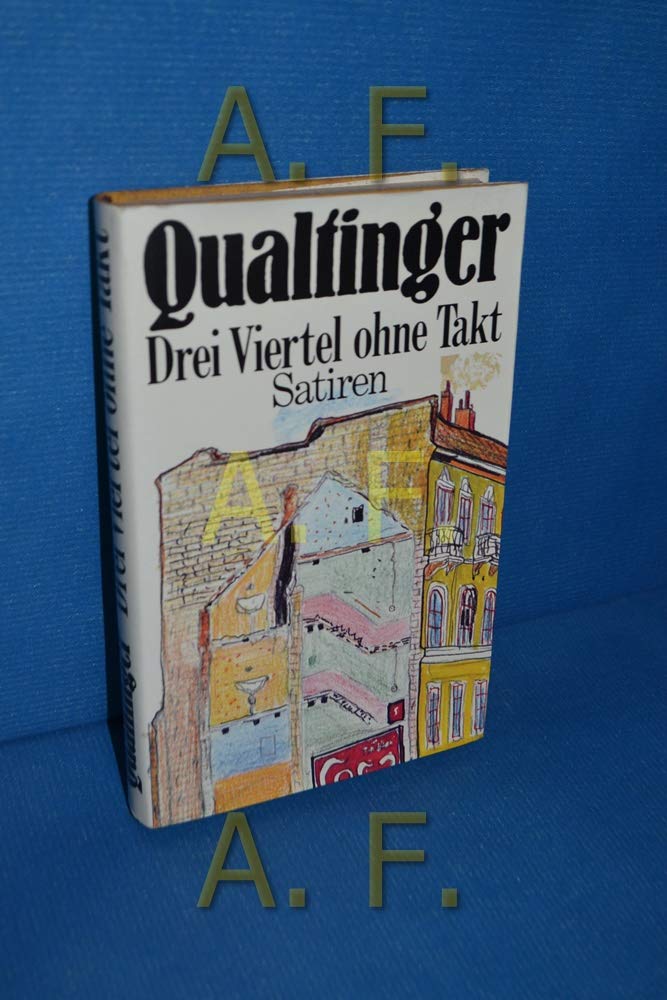 A. F.
Qualtinger
Drei Viertel ohne Takt
Satiren
A. F.
Coca
A. F.
Qualtinger Drei Viertel ohne Takt